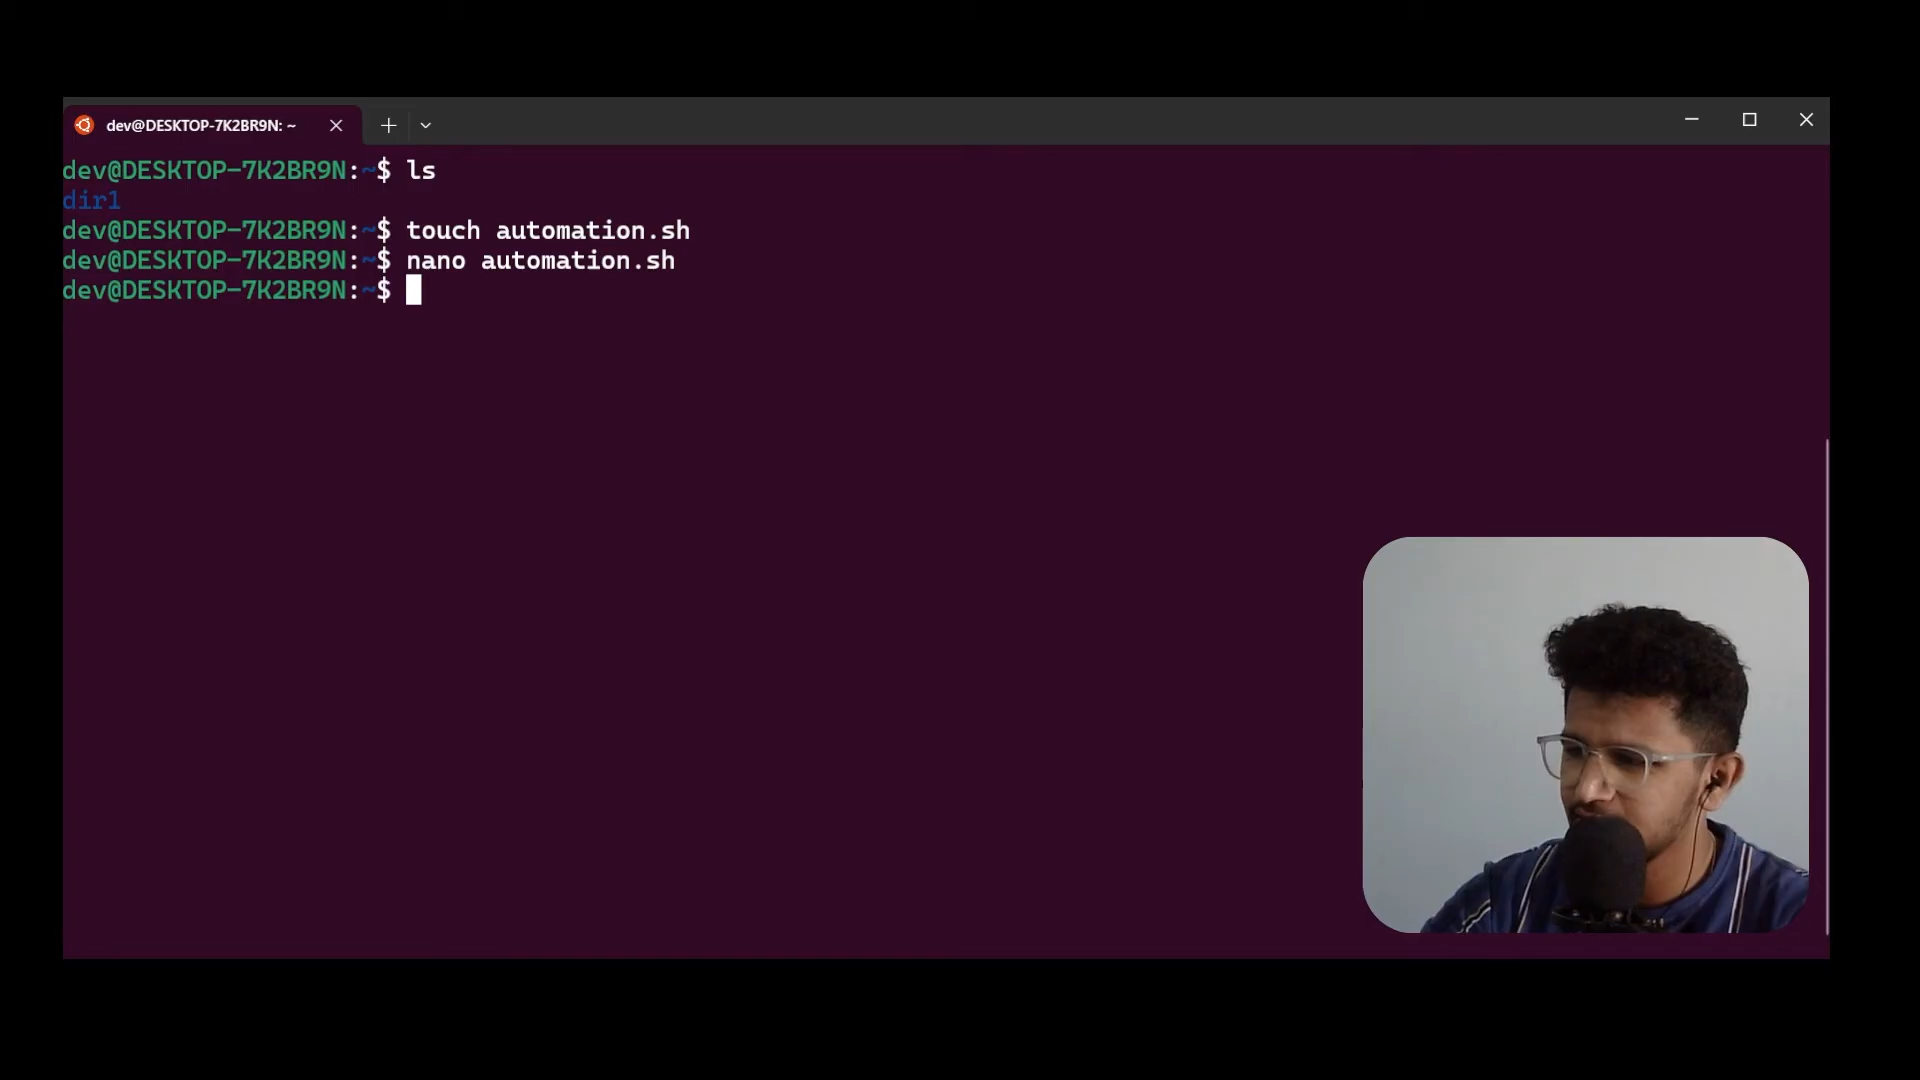 dev@DESKTOP-7K2BR9N: ~
dev@DESKTOP-7K2BR9N:~$ ls
dir1
dev@DESKTOP-7K2BR9N:~$ touch automation.sh
dev@DESKTOP-7K2BR9N:~$ nano automation.sh
dev@DESKTOP-7K2BR9N:~$